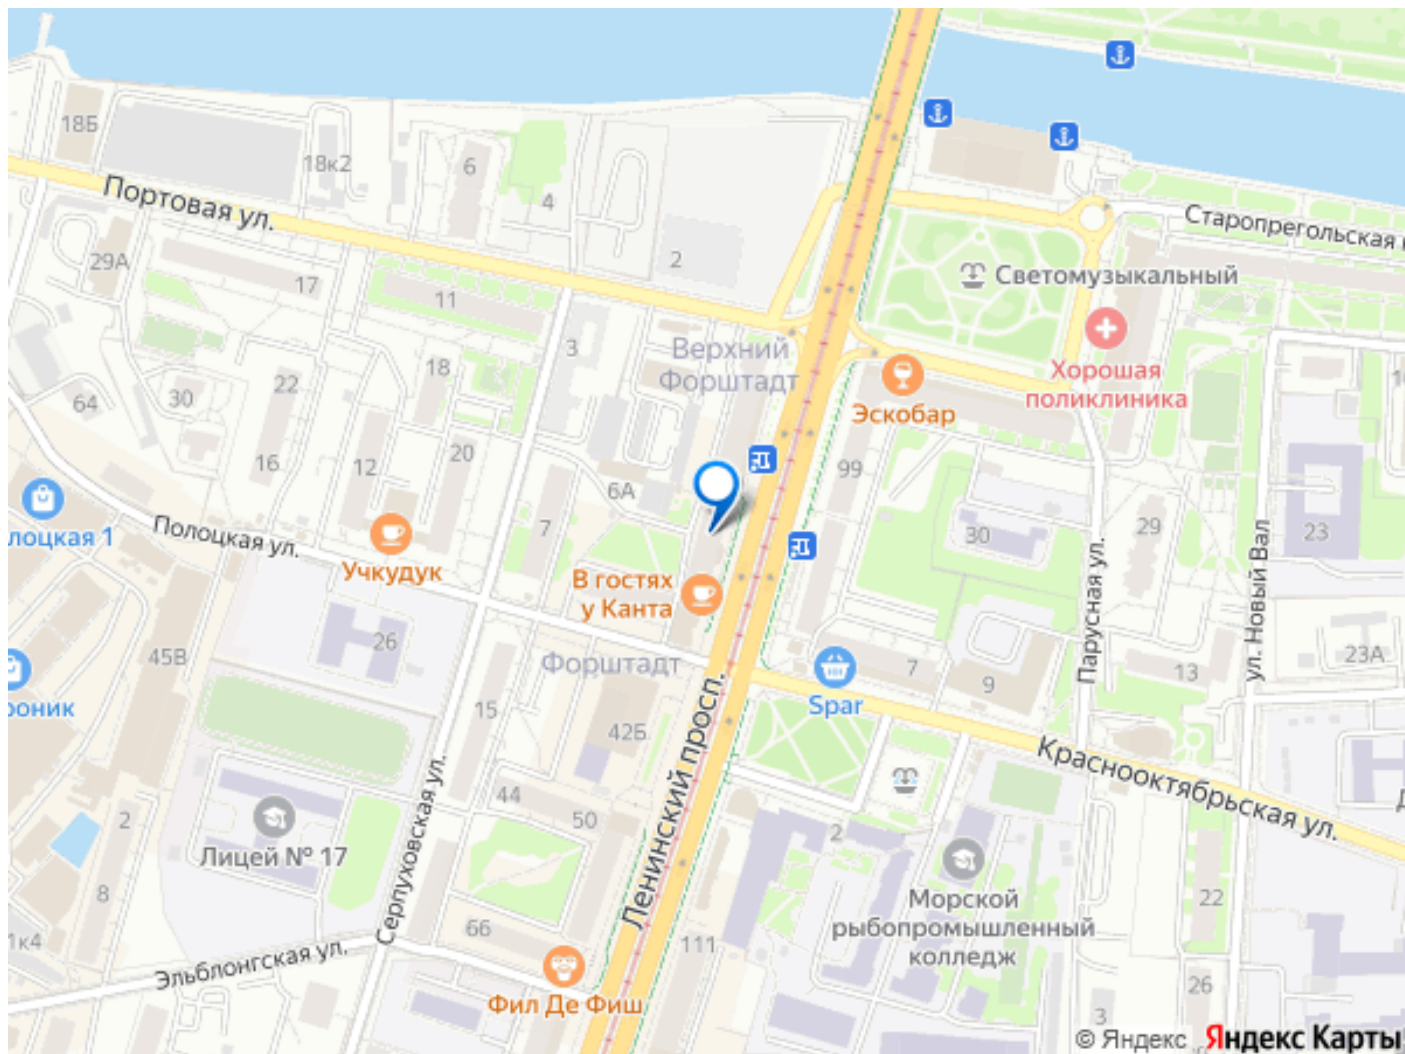 18Б
18к2
6
4
Портовая ул.
Старопрегольская
29А
17
11
2
Светомузыкальный
3
Верхний
Форштадт
Хорошая
поликлиника
18
22
30
64
Эскобар
16
12
20
6А
99
лоцкая 1
Полоцкая ул.
7
30
29
23
Учкудук
В гостях
у Канта
Парусная ул.
ул. Новый Вал
26
45В
Форштадт
7
9
13
23А
роник
15
Spar
42Б
Ленинский просп.
Краснооктябрьская ул.
44
50
2
2
Лицей № 17
Серпуховская ул.
8
Морской
рыбопромышленный
колледж
22
66
111
1к4
Эльблонгская ул.
Фил Де Фиш
26
3
© Яндекс Яндекс Карты